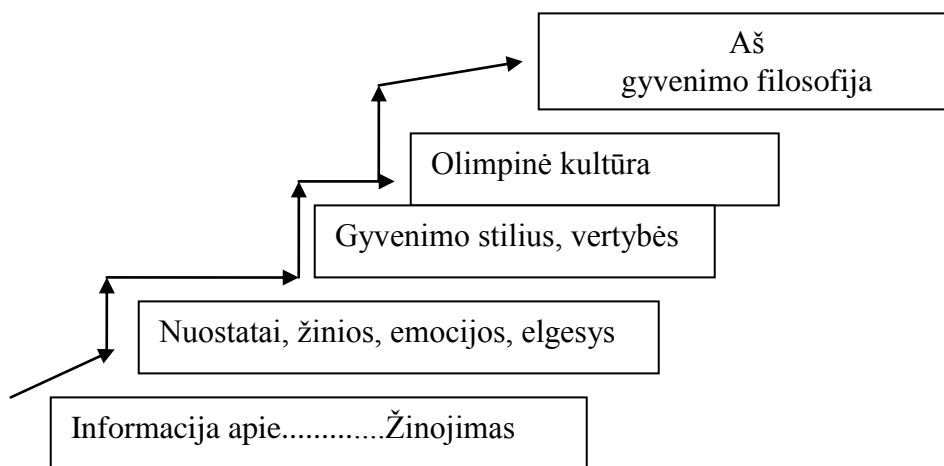 Aš
gyvenimo filosofija
Olimpinė kultūra
Gyvenimo stilius, vertybės
Nuostatai, žinios, emocijos, elgesys
Informacija apie.............Žinojimas